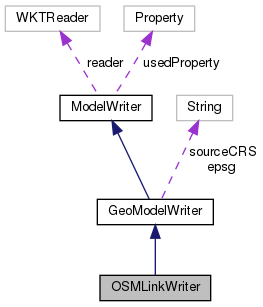 WKTReader
Property
reader
usedProperty
ModelWriter
String
sourceCRS
epsg
GeoModelWriter
OSMLinkWriter